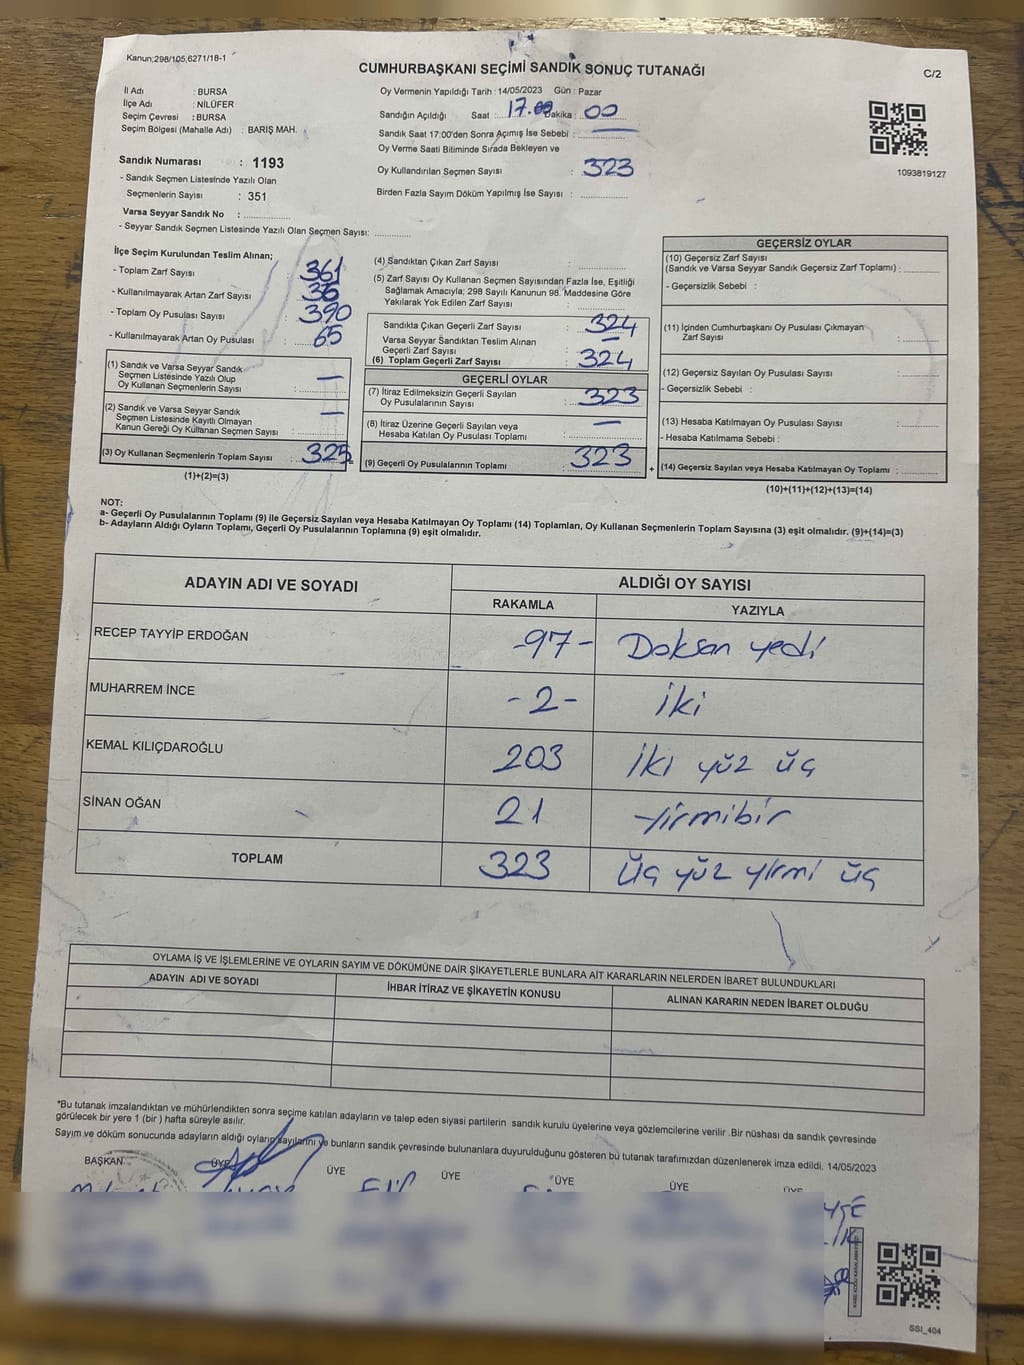 Kanun;298/105;6271/18-1
CUMHURBAŞKANI SEÇİMİ SANDIK SONUÇ TUTANAĞI
C/2
İl Adı : BURSA
İlçe Adı : NİLÜFER
Seçim Çevresi : BURSA
Seçim Bölgesi (Mahalle Adı) : BARIŞ MAH.
Sandık Numarası : 1193
- Sandık Seçmen Listesinde Yazılı Olan
Seçmenlerin Sayısı : 351
Varsa Seyyar Sandık No : ..............
- Seyyar Sandık Seçmen Listesinde Yazılı Olan Seçmen Sayısı: ............
Oy Vermenin Yapıldığı Tarih : 14/05/2023 Gün : Pazar
Sandığın Açıldığı Saat : 17.00 Dakika : 00
Sandık Saat 17:00'den Sonra Açımış İse Sebebi : ..............
Oy Verme Saati Bitiminde Sırada Bekleyen ve
Oy Kullandırılan Seçmen Sayısı : 323
Birden Fazla Sayım Döküm Yapılmış İse Sayısı : ..............
1093819127
İlçe Seçim Kurulundan Teslim Alınan;
- Toplam Zarf Sayısı : 361
- Kullanılmayarak Artan Zarf Sayısı : 36
- Toplam Oy Pusulası Sayısı : 390
- Kullanılmayarak Artan Oy Pusulası : 65
(1) Sandık ve Varsa Seyyar Sandık
Seçmen Listesinde Yazılı Olup
Oy Kullanan Seçmenlerin Sayısı : —
(2) Sandık ve Varsa Seyyar Sandık
Seçmen Listesinde Kayıtlı Olmayan
Kanun Gereği Oy Kullanan Seçmen Sayısı : —
(3) Oy Kullanan Seçmenlerin Toplam Sayısı : 325
(1)+(2)=(3)
(4) Sandıktan Çıkan Zarf Sayısı : ..............
(5) Zarf Sayısı Oy Kullanan Seçmen Sayısından Fazla İse, Eşitliği
Sağlamak Amacıyla; 298 Sayılı Kanunun 98. Maddesine Göre
Yakılarak Yok Edilen Zarf Sayısı : ..............
Sandıkta Çıkan Geçerli Zarf Sayısı : 324
Varsa Seyyar Sandıktan Teslim Alınan
Geçerli Zarf Sayısı : —
(6) Toplam Geçerli Zarf Sayısı : 324
GEÇERLİ OYLAR
(7) İtiraz Edilmeksizin Geçerli Sayılan
Oy Pusulalarının Sayısı : 323
(8) İtiraz Üzerine Geçerli Sayılan veya
Hesaba Katılan Oy Pusulaları Toplamı : —
(9) Geçerli Oy Pusulalarının Toplamı : 323
+
GEÇERSİZ OYLAR
(10) Geçersiz Zarf Sayısı
(Sandık ve Varsa Seyyar Sandık Geçersiz Zarf Toplamı) : ............
- Geçersizlik Sebebi :
(11) İçinden Cumhurbaşkanı Oy Pusulası Çıkmayan
Zarf Sayısı : ............
(12) Geçersiz Sayılan Oy Pusulası Sayısı : ............
- Geçersizlik Sebebi :
(13) Hesaba Katılmayan Oy Pusulası Sayısı : ............
- Hesaba Katılmama Sebebi :
(14) Geçersiz Sayılan veya Hesaba Katılmayan Oy Toplamı : ............
(10)+(11)+(12)+(13)=(14)
NOT:
a- Geçerli Oy Pusulalarının Toplamı (9) ile Geçersiz Sayılan veya Hesaba Katılmayan Oy Toplamı (14) Toplamları, Oy Kullanan Seçmenlerin Toplam Sayısına (3) eşit olmalıdır. (9)+(14)=(3)
b- Adayların Aldığı Oyların Toplamı, Geçerli Oy Pusulalarının Toplamına (9) eşit olmalıdır.
ADAYIN ADI VE SOYADI ALDIĞI OY SAYISI
RAKAMLA YAZIYLA
RECEP TAYYİP ERDOĞAN -97- Doksan yedi
MUHARREM İNCE -2- İki
KEMAL KILIÇDAROĞLU 203 İki yüz üç
SİNAN OĞAN 21 Yirmibir
TOPLAM 323 Üç yüz yirmi üç
OYLAMA İŞ VE İŞLEMLERİNE VE OYLARIN SAYIM VE DÖKÜMÜNE DAİR ŞİKAYETLERLE BUNLARA AİT KARARLARIN NELERDEN İBARET BULUNDUKLARI
ADAYIN ADI VE SOYADI İHBAR İTİRAZ VE ŞİKAYETİN KONUSU ALINAN KARARIN NEDEN İBARET OLDUĞU
*Bu tutanak imzalandıktan ve mühürlendikten sonra seçime katılan adayların ve talep eden siyasi partilerin sandık kurulu üyelerine veya gözlemcilerine verilir .Bir nüshası da sandık çevresinde
görülecek bir yere 1 (bir ) hafta süreyle asılır.
Sayım ve döküm sonucunda adayların aldığı oyların sayılarını ve bunların sandık çevresinde bulunanlara duyurulduğunu gösteren bu tutanak tarafımızdan düzenlenerek imza edildi. 14/05/2023
BAŞKAN ÜYE ÜYE ÜYE ÜYE ÜYE ÜYE
SSI_404